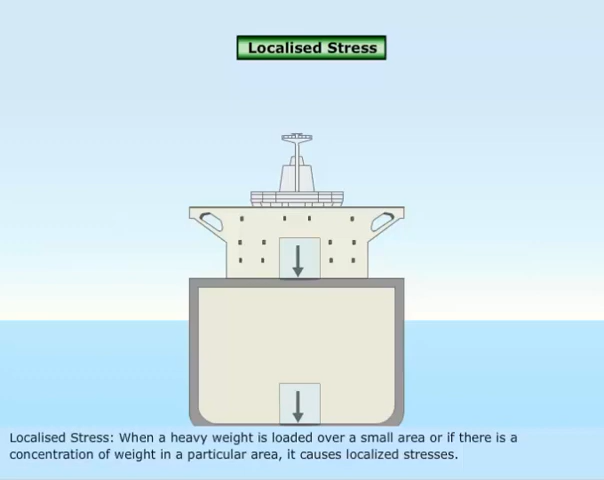 Localised Stress
Localised Stress: When a heavy weight is loaded over a small area or if there is a
concentration of weight in a particular area, it causes localized stresses.